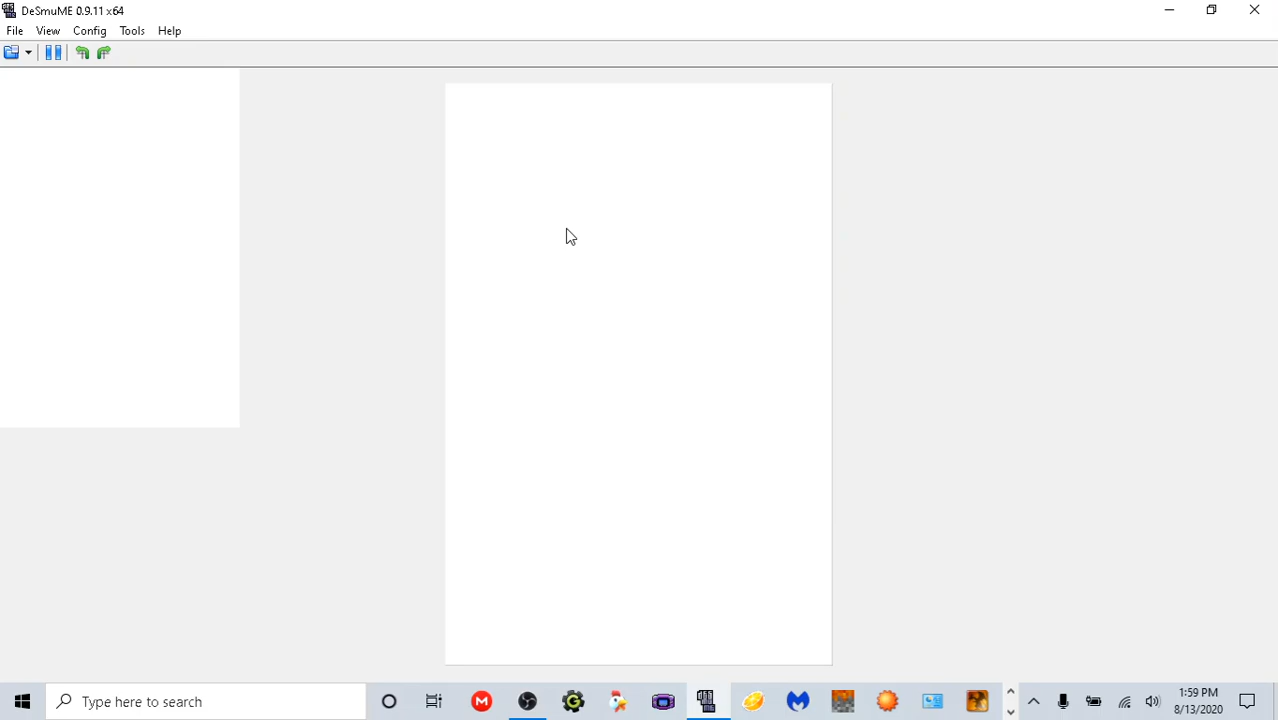 DeSmuME 0.9.11 x64
File View Config Tools Help
Type here to search
M
1:59 PM
8/13/2020